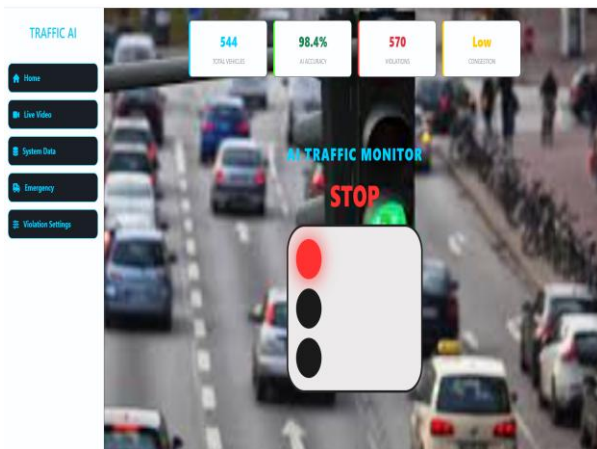 TRAFFIC AI
Home
Live Video
System Data
Emergency
Violation Settings
544
TOTAL VEHICLES
98.4%
AI ACCURACY
570
VIOLATIONS
Low
CONGESTION
AI TRAFFIC MONITOR
STOP